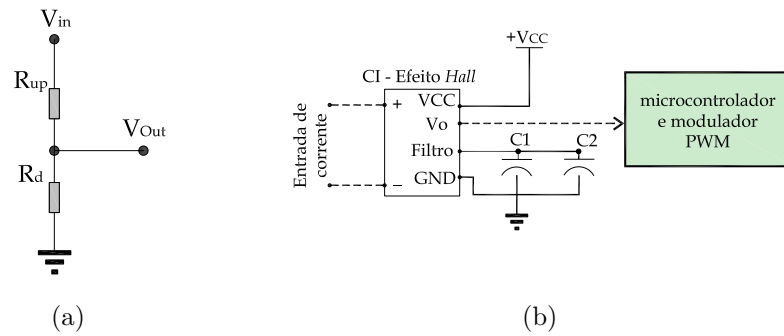 Vin
Rup
VOut
Rd
(a)
+VCC
CI - Efeito Hall
Entrada de
corrente
+
−
VCC
Vo
Filtro
GND
C1
C2
microcontrolador
e modulador
PWM
(b)